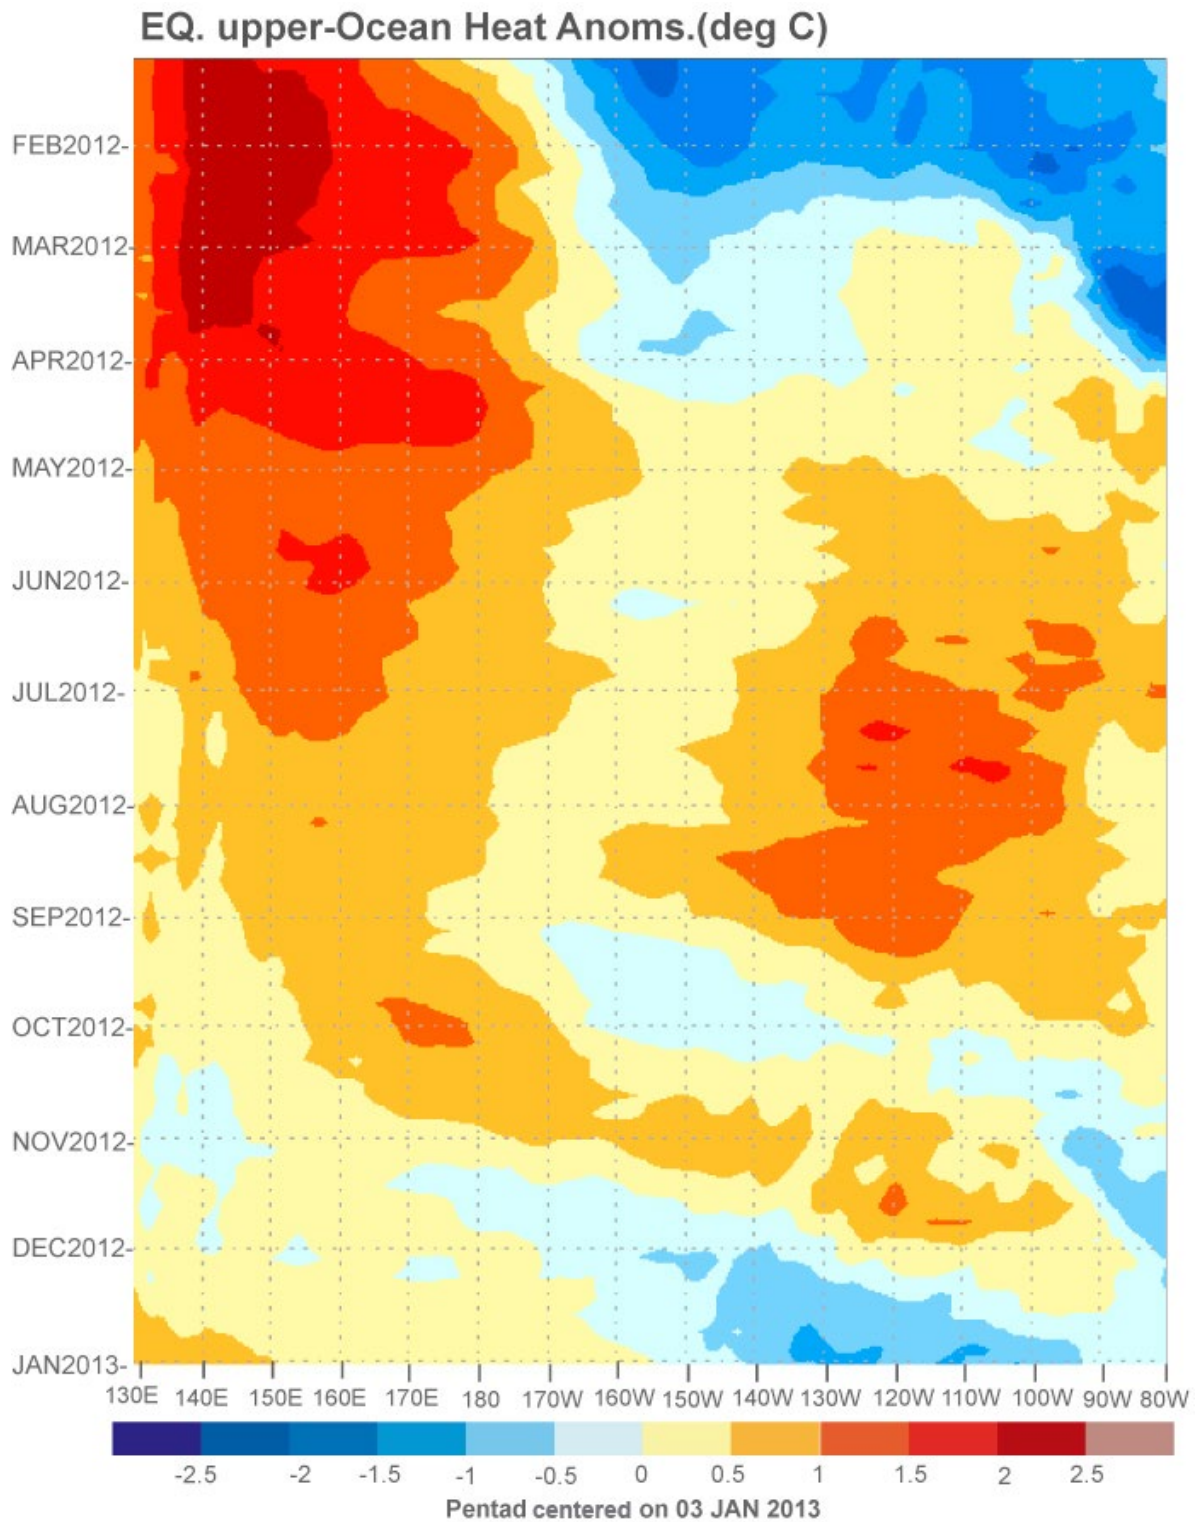 EQ. upper-Ocean Heat Anoms.(deg C)
FEB2012-
MAR2012-
APR2012-
MAY2012-
JUN2012-
JUL2012-
AUG2012-
SEP2012-
OCT2012-
NOV2012-
DEC2012-
JAN2013-
130E 140E 150E 160E 170E 180 170W 160W 150W 140W 130W 120W 110W 100W 90W 80W
-2.5 -2 -1.5 -1 -0.5 0 0.5 1 1.5 2 2.5
Pentad centered on 03 JAN 2013